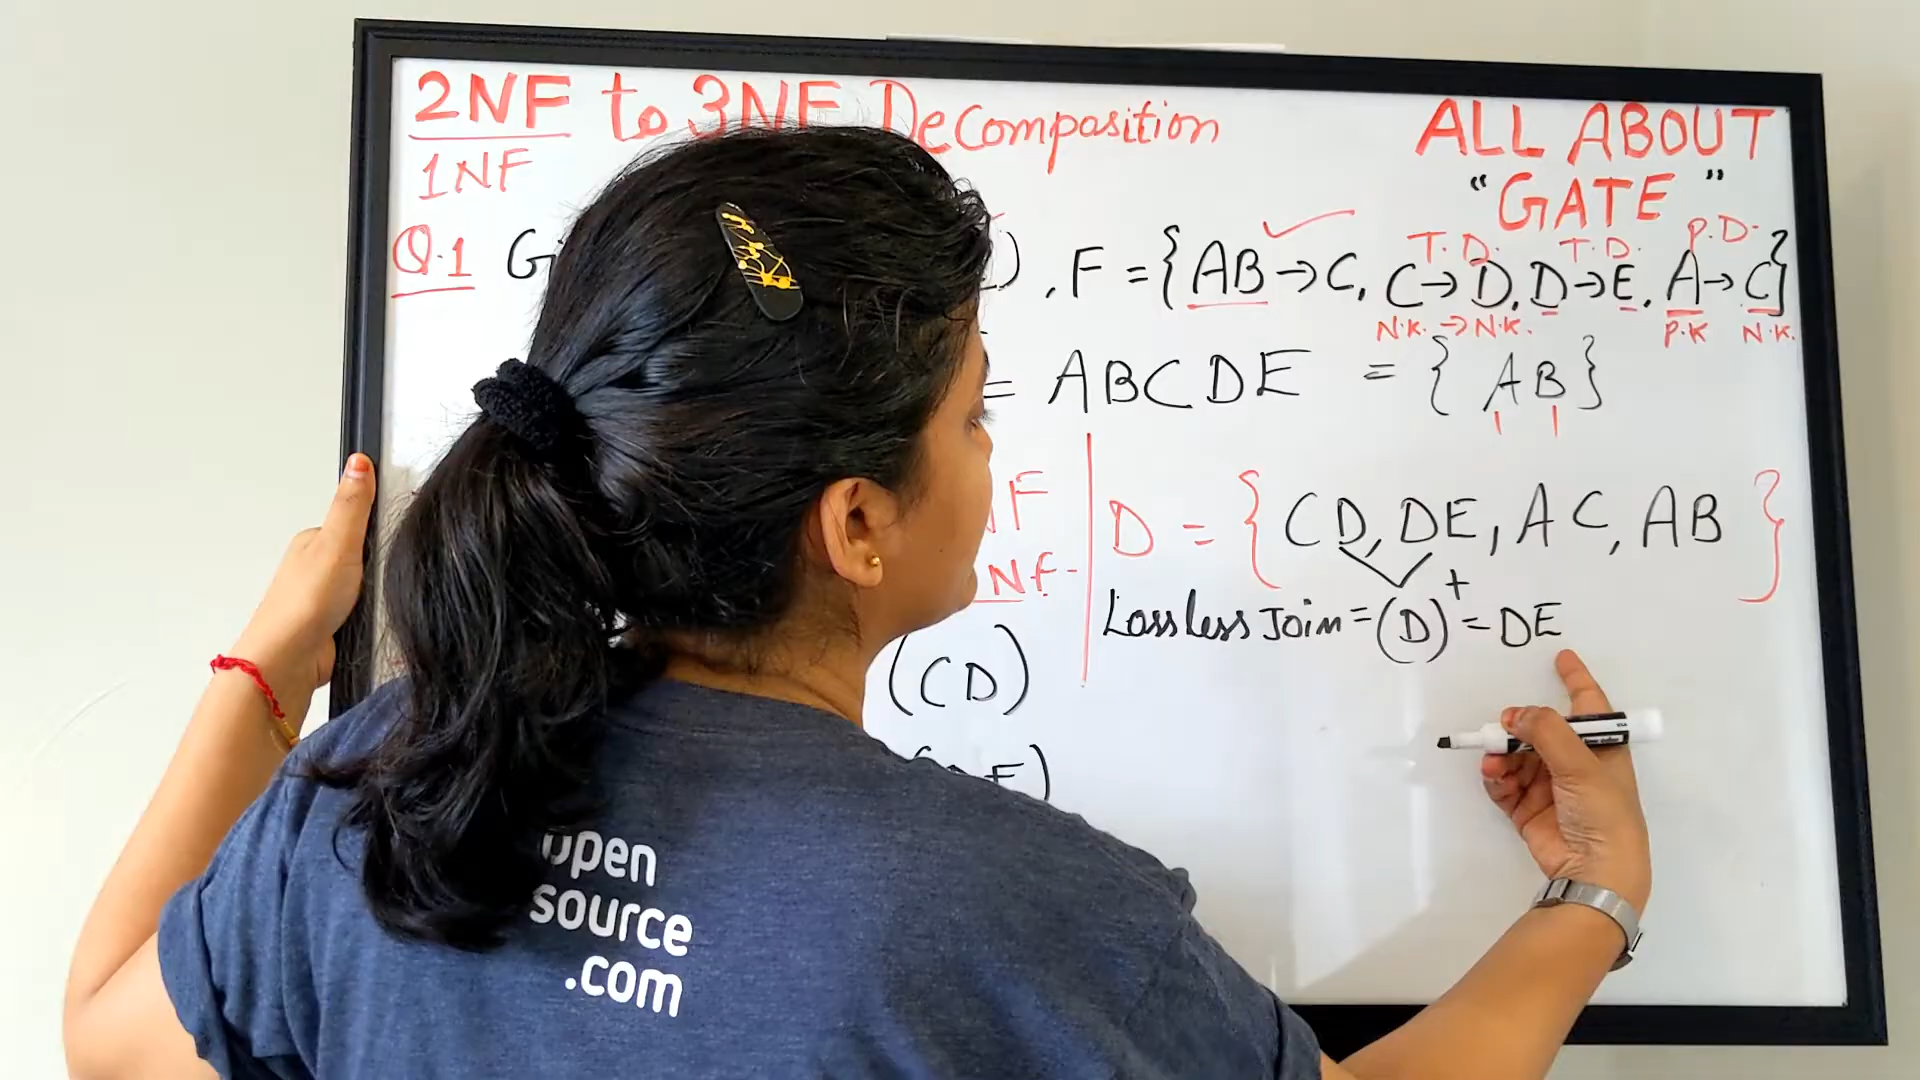 2NF to 3NF Decomposition
ALL ABOUT
1NF
“GATE”
P.D.
T.D. T.D.
Q.1 ), F = { AB → C, C → D, D → E, A → C}
N.K. → N.K. P.K N.K.
= ABCDE = { AB }
D = { CD, DE, AC, AB }
NF.
Lossless Join = (D)+ = DE
(CD)
open
source
.com